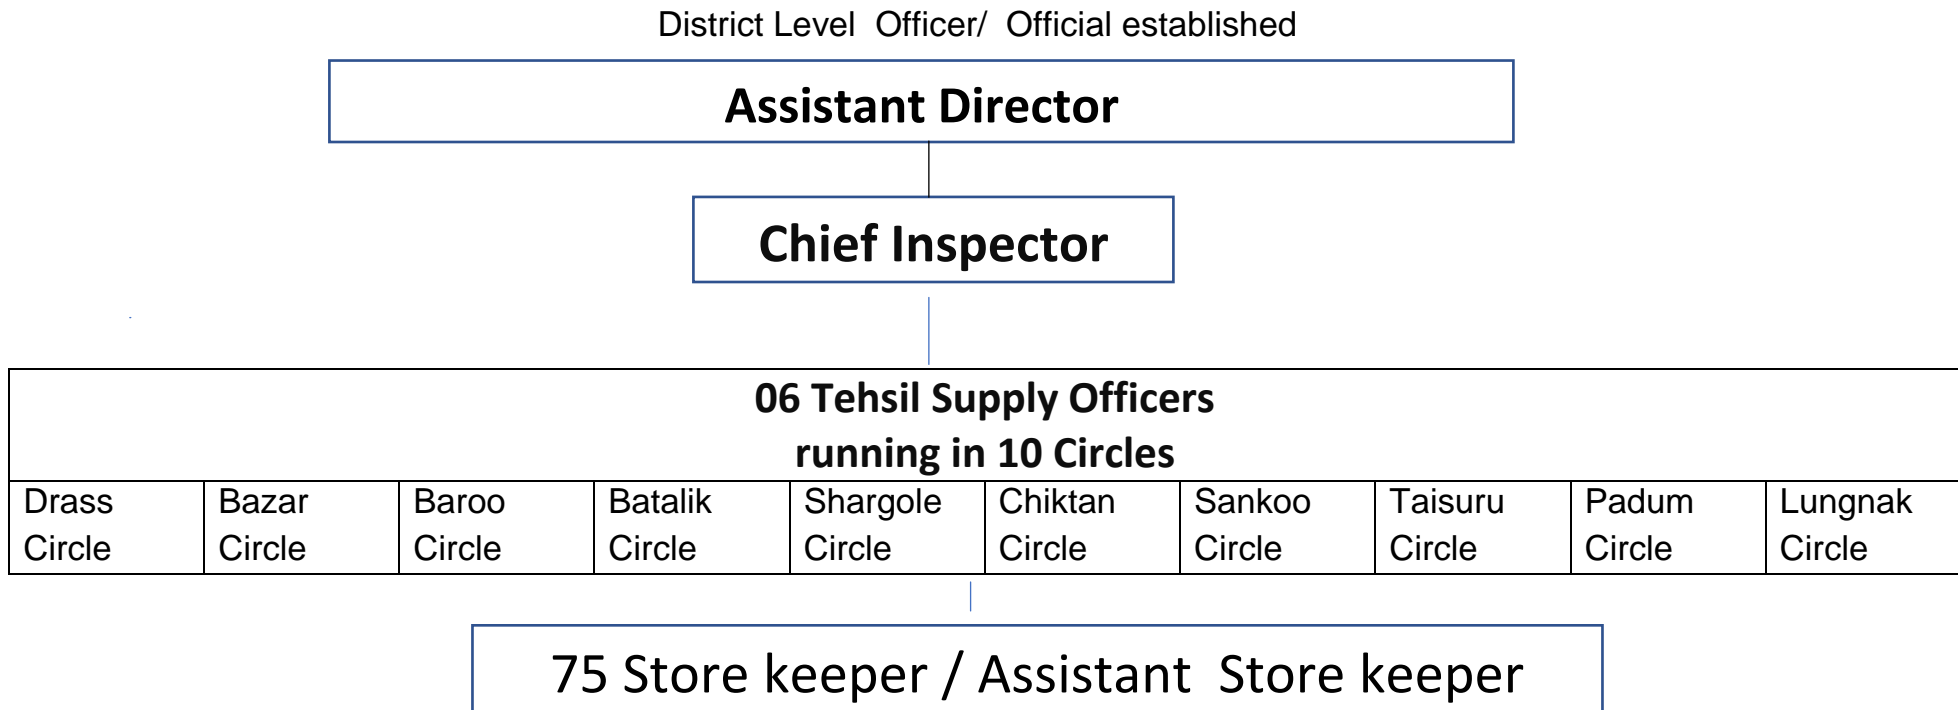 District Level Officer/ Official established
Assistant Director
Chief Inspector
06 Tehsil Supply Officers
running in 10 Circles
Drass Circle
Bazar Circle
Baroo Circle
Batalik Circle
Shargole Circle
Chiktan Circle
Sankoo Circle
Taisuru Circle
Padum Circle
Lungnak Circle
75 Store keeper / Assistant Store keeper